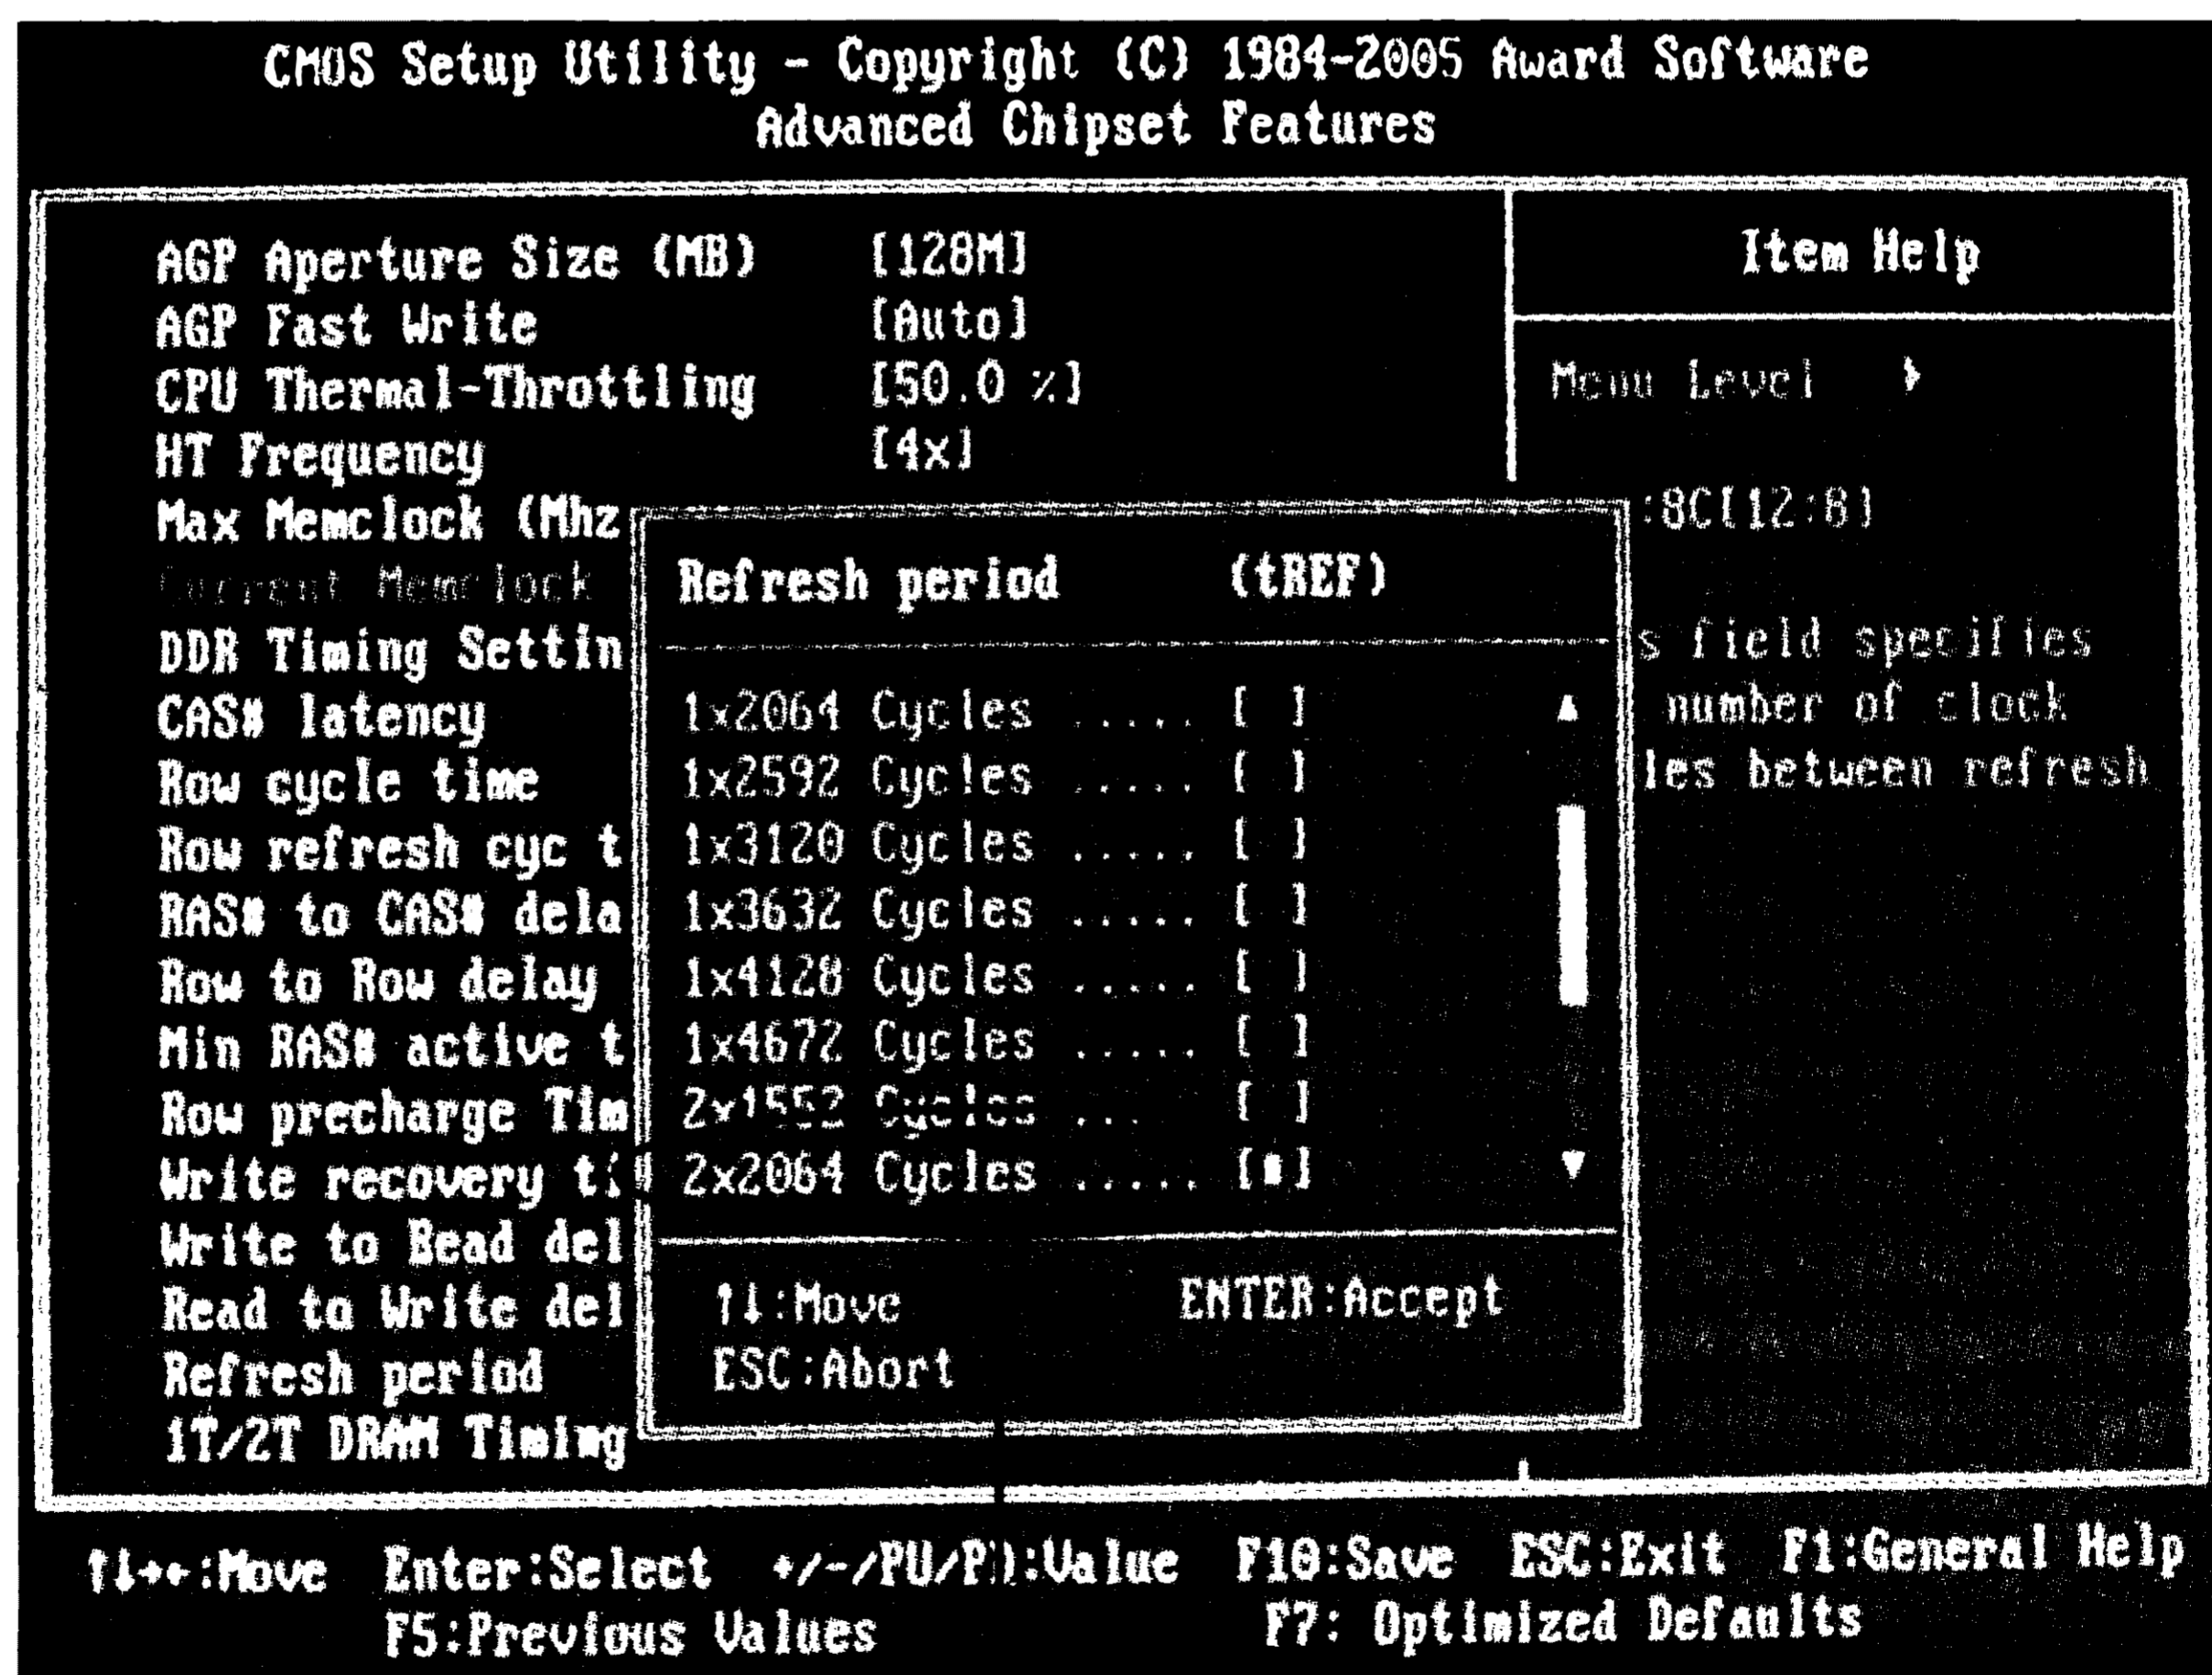 CMOS Setup Utility - Copyright (C) 1984-2005 Award Software
Advanced Chipset Features
AGP Aperture Size (MB) [128M]
AGP Fast Write [Auto]
CPU Thermal-Throttling [50.0 %]
HT Frequency [4x]
Max Memclock (Mhz
Current Memclock
DDR Timing Settin
CAS# latency
Row cycle time
Row refresh cyc t
RAS# to CAS# dela
Row to Row delay
Min RAS# active t
Row precharge Tim
Write recovery ti
Write to Read del
Read to Write del
Refresh period
1T/2T DRAM Timing
Refresh period (tREF)
1x2064 Cycles ..... [ ]
1x2592 Cycles ..... [ ]
1x3120 Cycles ..... [ ]
1x3632 Cycles ..... [ ]
1x4128 Cycles ..... [ ]
1x4672 Cycles ..... [ ]
2x1552 Cycles ... [ ]
2x2064 Cycles ..... [■]
↑↓:Move ENTER:Accept
ESC:Abort
Item Help
Menu Level ▸
:8C[12:8]
s field specifies
number of clock
les between refresh
↑↓→←:Move Enter:Select +/-/PU/PD:Value F10:Save ESC:Exit F1:General Help
F5:Previous Values F7: Optimized Defaults